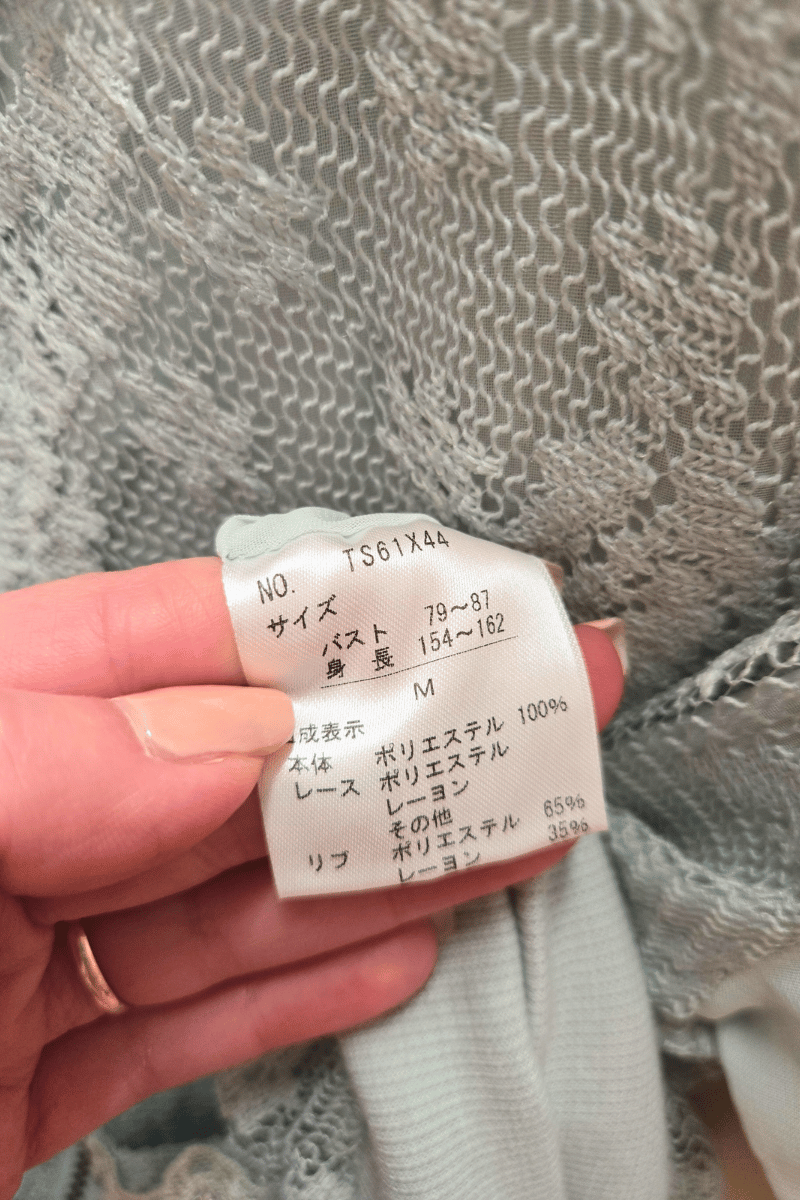 NO. TS61X44
サイズ
バスト 79～87
身長 154～162
M
成表示
本体 ポリエステル 100%
レース ポリエステル
レーヨン
その他
リブ ポリエステル 65%
レーヨン 35%